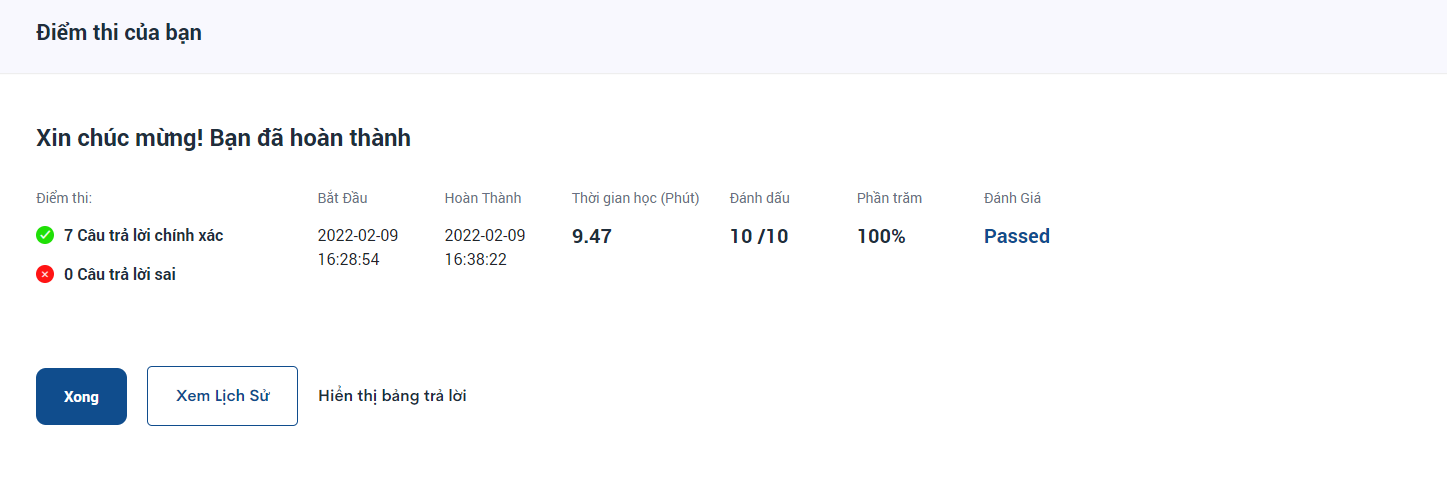 Điểm thi của bạn
Xin chúc mừng! Bạn đã hoàn thành
Điểm thi:
7 Câu trả lời chính xác
0 Câu trả lời sai
Bắt Đầu
2022-02-09
16:28:54
Hoàn Thành
2022-02-09
16:38:22
Thời gian học (Phút)
9.47
Đánh dấu
10 /10
Phần trăm
100%
Đánh Giá
Passed
Xong
Xem Lịch Sử
Hiển thị bảng trả lời